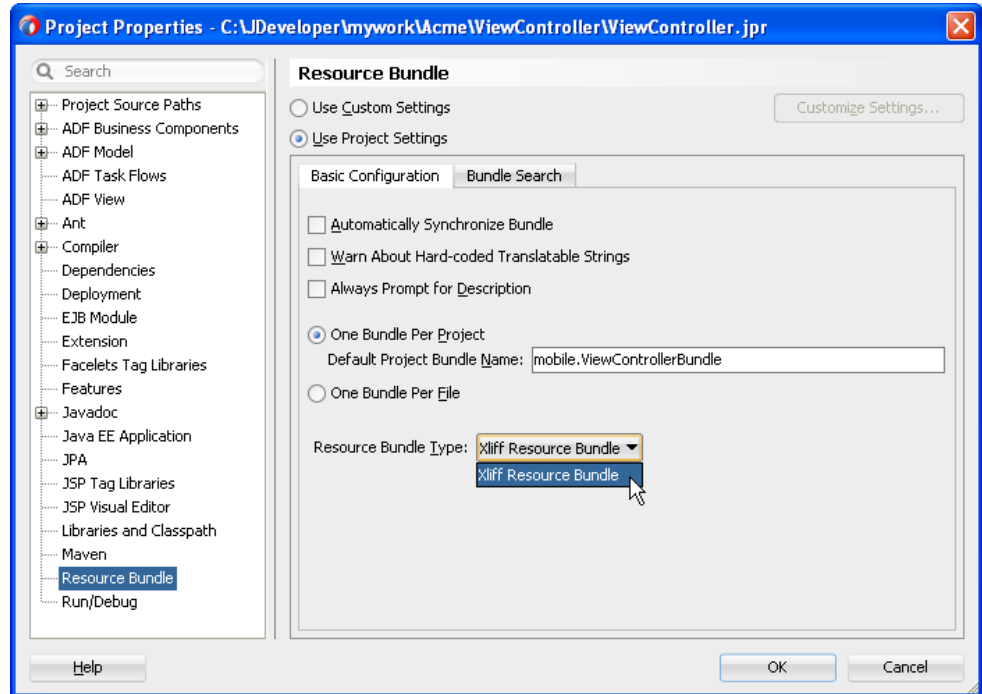 Project Properties - C:\JDeveloper\mywork\Acme\ViewController\ViewController.jpr
Search
Project Source Paths
ADF Business Components
ADF Model
ADF Task Flows
ADF View
Ant
Compiler
Dependencies
Deployment
EJB Module
Extension
Facelets Tag Libraries
Features
Javadoc
Java EE Application
JPA
JSP Tag Libraries
JSP Visual Editor
Libraries and Classpath
Maven
Resource Bundle
Run/Debug
Resource Bundle
Use Custom Settings
Customize Settings...
Use Project Settings
Basic Configuration
Bundle Search
Automatically Synchronize Bundle
Warn About Hard-coded Translatable Strings
Always Prompt for Description
One Bundle Per Project
Default Project Bundle Name: mobile.ViewControllerBundle
One Bundle Per File
Resource Bundle Type: Xliff Resource Bundle
Xliff Resource Bundle
Help
OK
Cancel